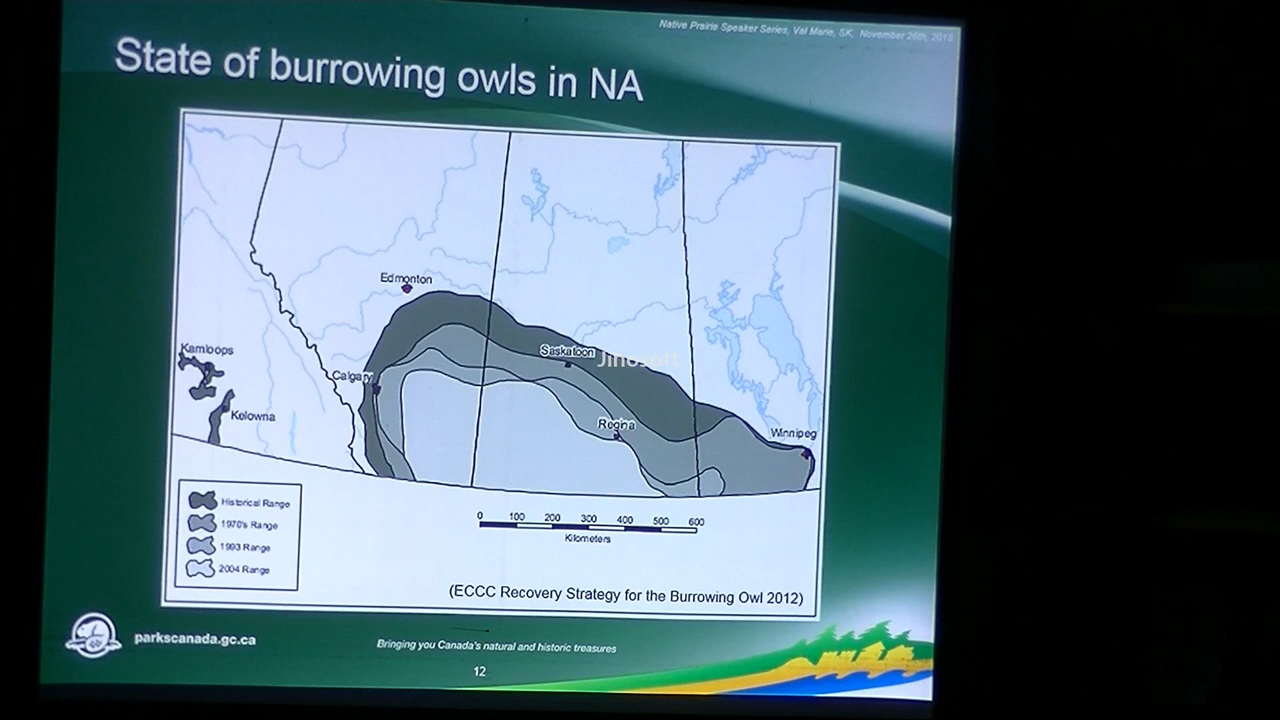 Native Prairie Speaker Series, Val Marie, SK, November 26th, 2018
State of burrowing owls in NA
Edmonton
Kamloops
Saskatoon
Jinosoft
Calgary
Kelowna
Regina
Winnipeg
Historical Range
1970's Range
1993 Range
2004 Range
0 100 200 300 400 500 600
Kilometers
(ECCC Recovery Strategy for the Burrowing Owl 2012)
parkscanada.gc.ca
Bringing you Canada's natural and historic treasures
12